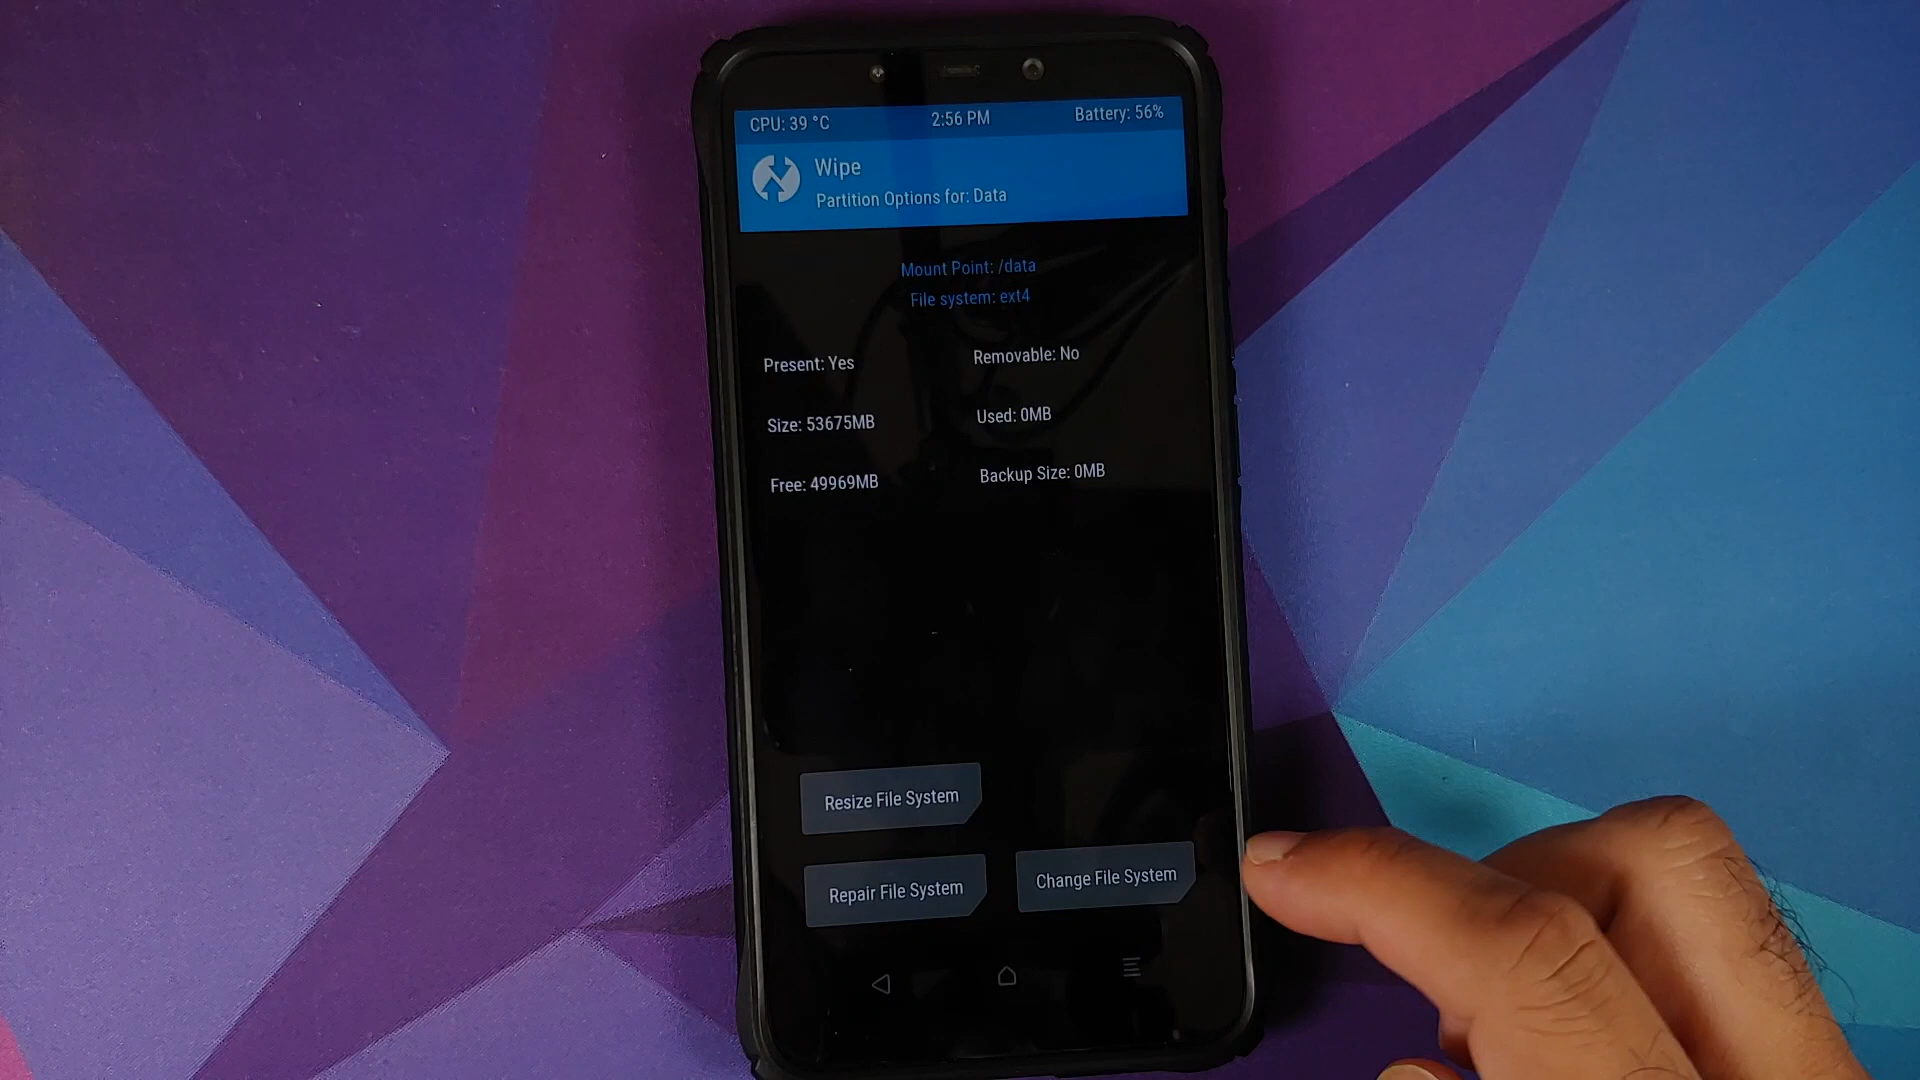 CPU: 39 °C
2:56 PM
Battery: 56%
Wipe
Partition Options for: Data
Mount Point: /data
File system: ext4
Present: Yes
Removable: No
Size: 53675MB
Used: 0MB
Free: 49969MB
Backup Size: 0MB
Resize File System
Repair File System
Change File System